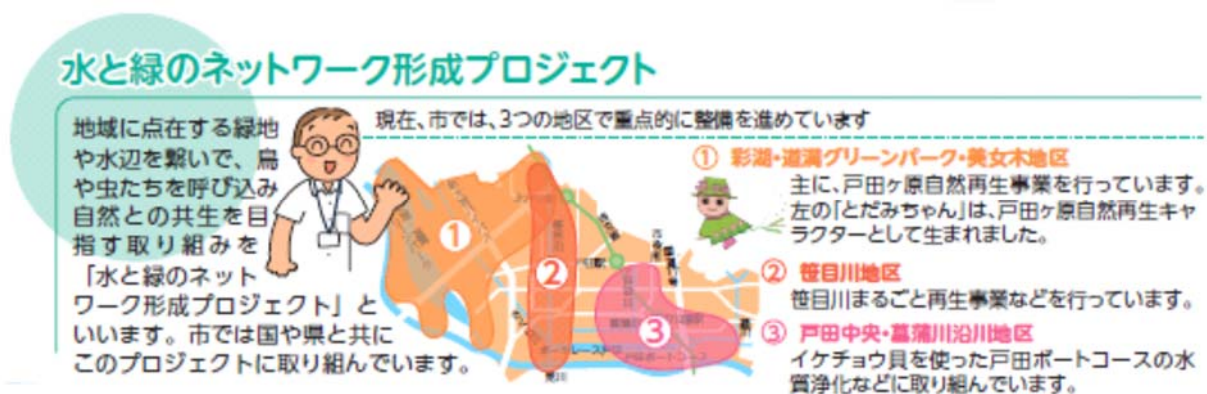 水と緑のネットワーク形成プロジェクト
地域に点在する緑地
や水辺を繋いで、鳥
や虫たちを呼び込み
自然との共生を目
指す取り組みを
「水と緑のネット
ワーク形成プロジェクト」と
いいます。市では国や県と共に
このプロジェクトに取り組んでいます。
現在、市では、3つの地区で重点的に整備を進めています
①
②
③
① 彩湖・道満グリーンパーク・美女木地区
主に、戸田ヶ原自然再生事業を行っています。
左の「とだみちゃん」は、戸田ヶ原自然再生キャ
ラクターとして生まれました。
② 笹目川地区
笹目川まるごと再生事業などを行っています。
③ 戸田中央・菖蒲川沿川地区
イケチョウ貝を使った戸田ボートコースの水
質浄化などに取り組んでいます。